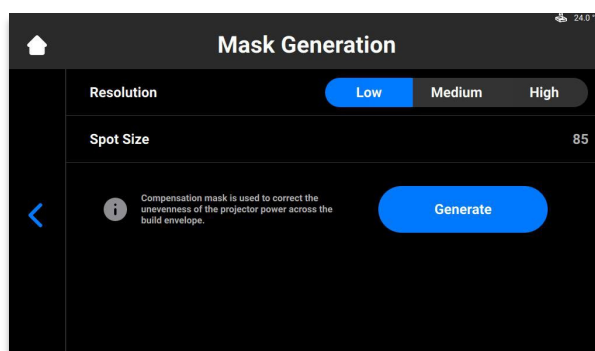 24.0°
Mask Generation
Resolution
Low
Medium
High
Spot Size
85
i
Compensation mask is used to correct the
unevenness of the projector power across the
build envelope.
Generate